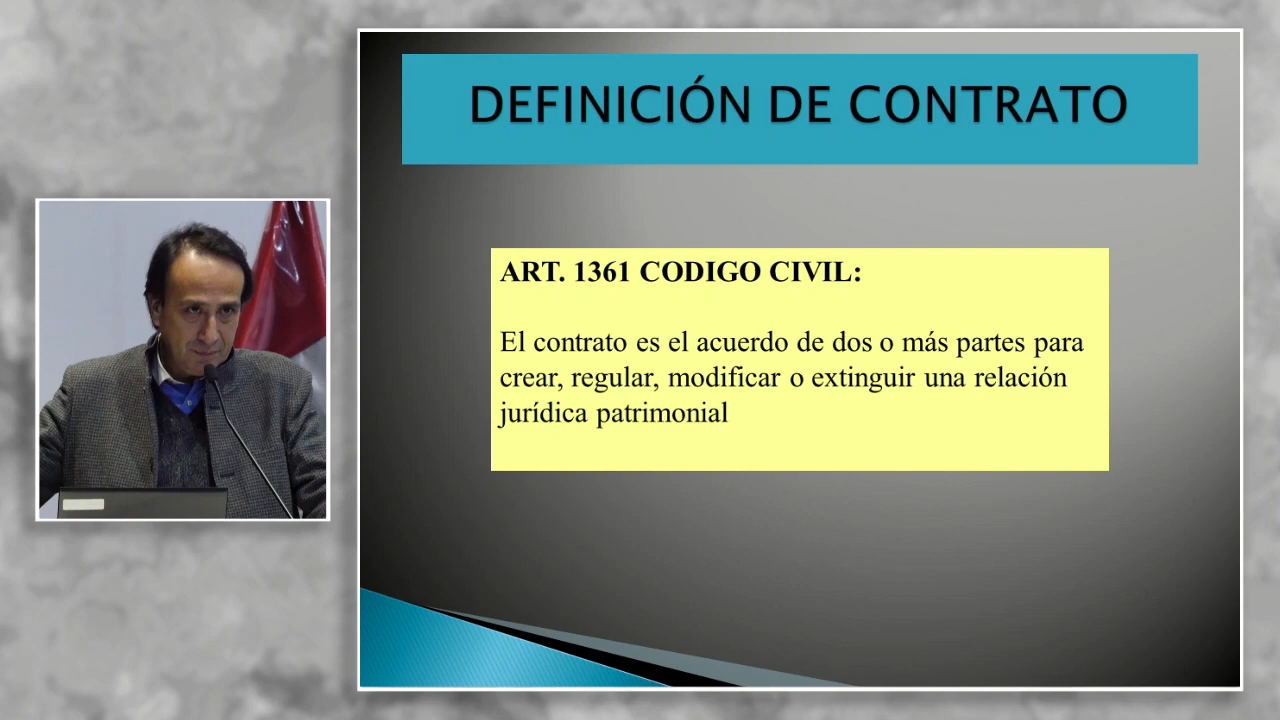 DEFINICIÓN DE CONTRATO
ART. 1361 CODIGO CIVIL:
El contrato es el acuerdo de dos o más partes para
crear, regular, modificar o extinguir una relación
jurídica patrimonial